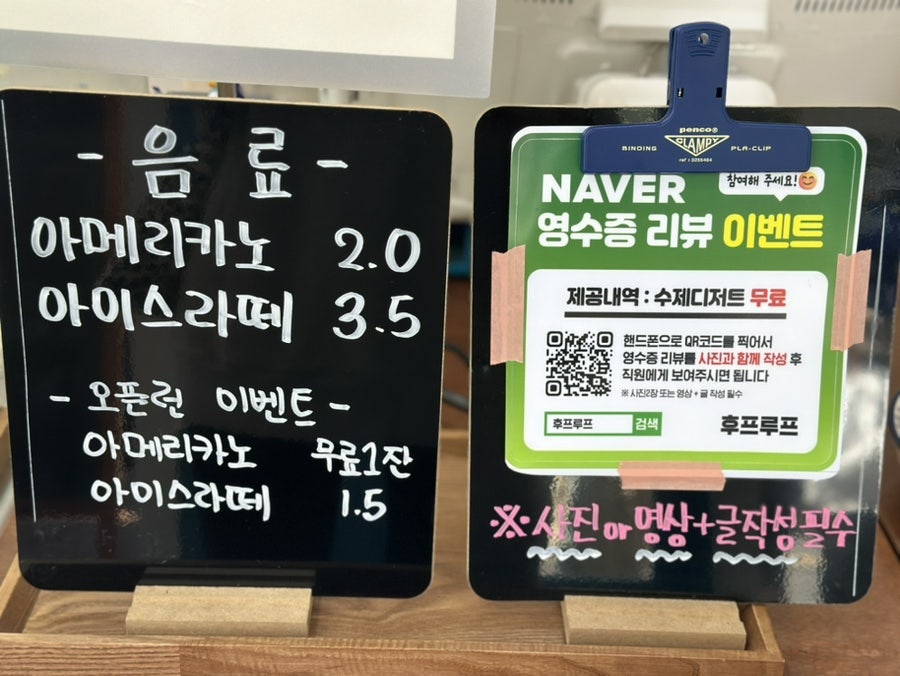 - 음료 -
아메리카노 2.0
아이스라떼 3.5
- 오픈런 이벤트 -
아메리카노 무료1잔
아이스라떼 1.5
penco®
CLAMPY
BINDING PLA-CLIP
참여해 주세요!😊
NAVER
영수증 리뷰 이벤트
제공내역 : 수제디저트 무료
핸드폰으로 QR코드를 찍어서
영수증 리뷰를 사진과 함께 작성 후
직원에게 보여주시면 됩니다
※ 사진2장 또는 영상 + 글 작성 필수
후프루프 검색
후프루프
※사진or영상+글작성필수